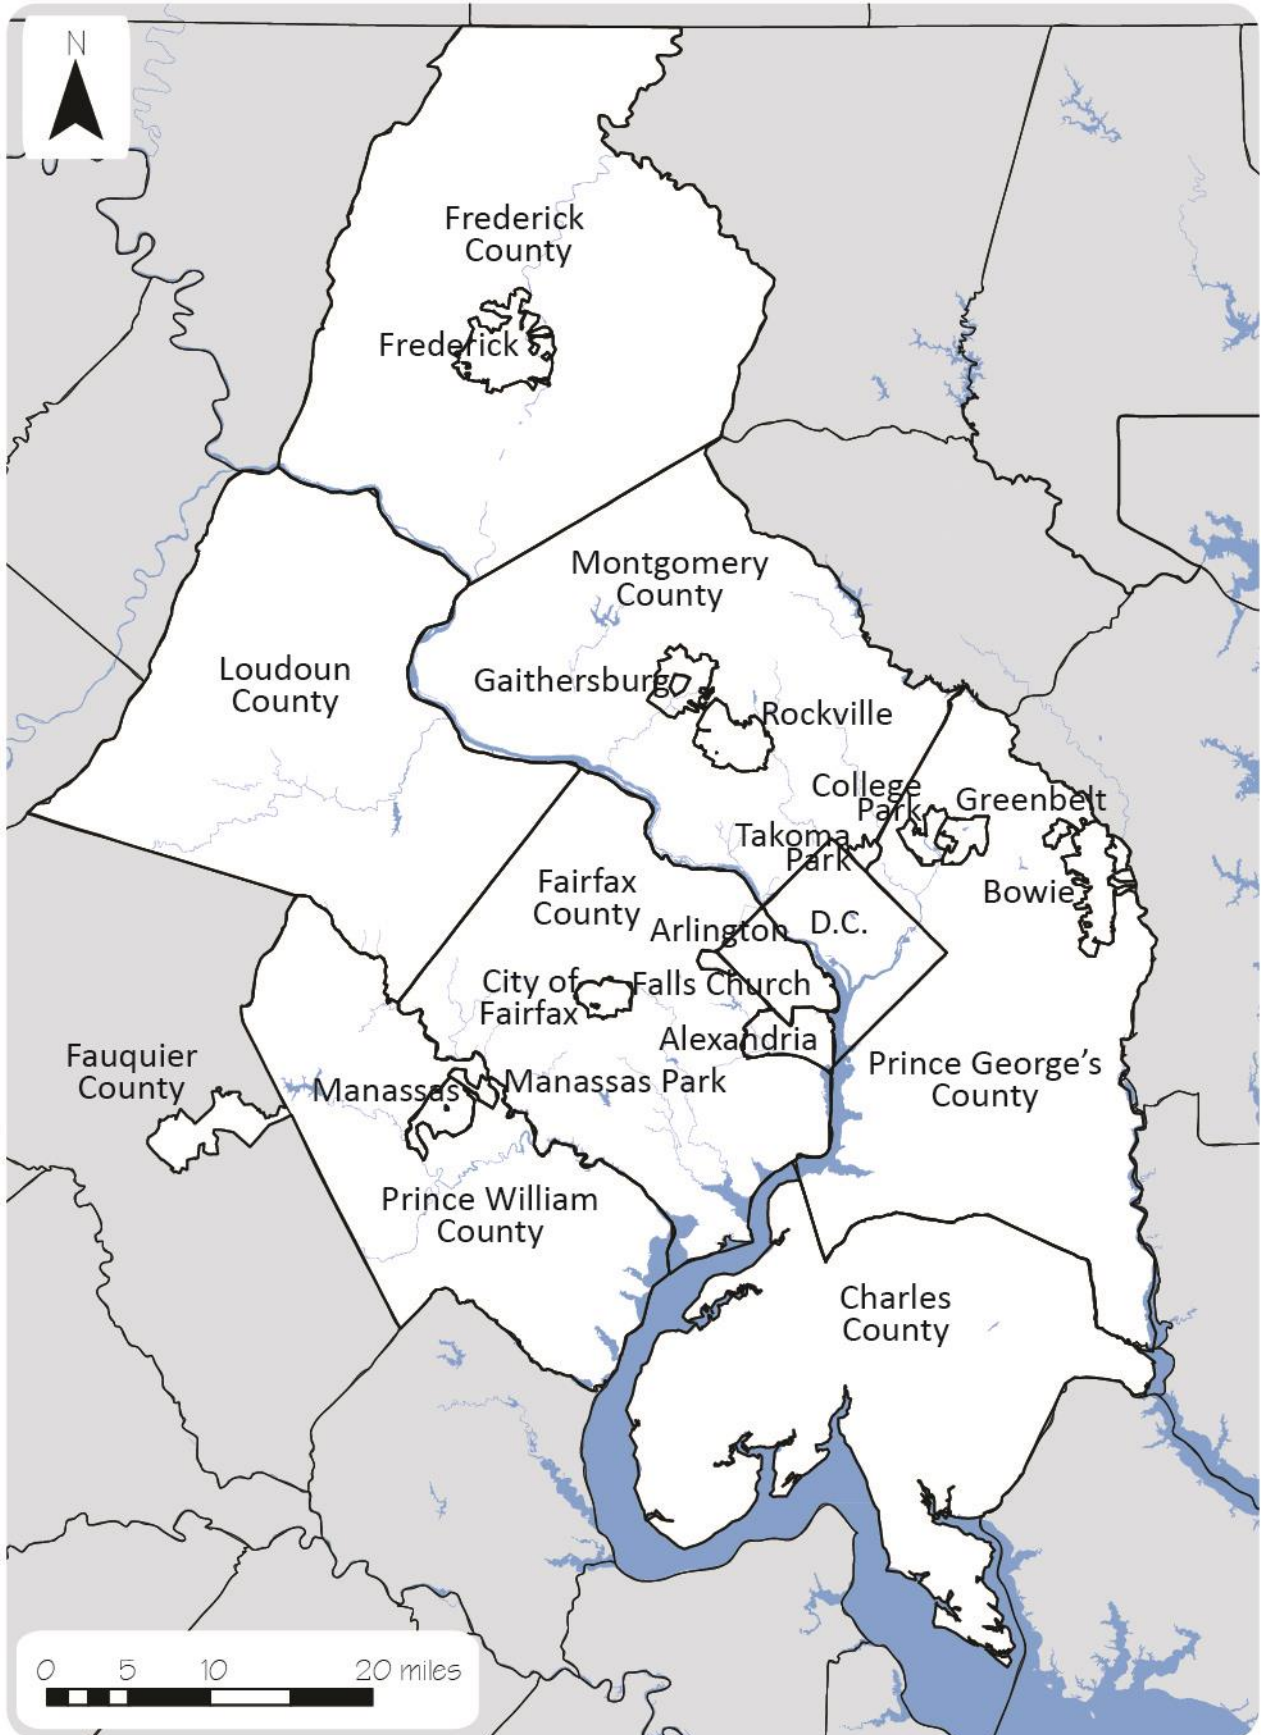 N
Frederick
County
Frederick
Montgomery
County
Loudoun
County
Gaithersburg
Rockville
College
Park
Greenbelt
Takoma
Park
Fairfax
County
Bowie
Arlington
D.C.
City of
Fairfax
Falls Church
Alexandria
Fauquier
County
Prince George’s
County
Manassas
Manassas Park
Prince William
County
Charles
County
0 5 10 20 miles